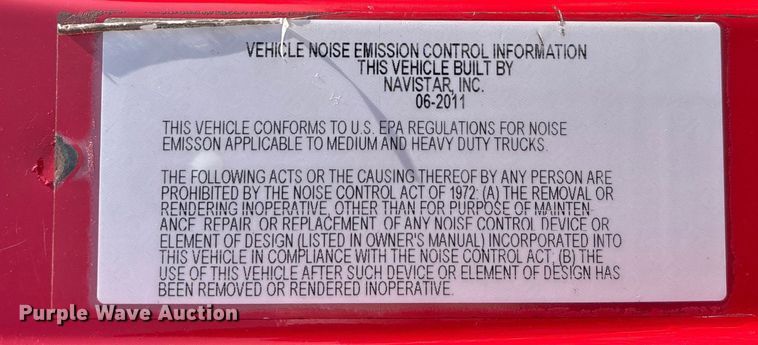 VEHICLE NOISE EMISSION CONTROL INFORMATION
THIS VEHICLE BUILT BY
NAVISTAR, INC.
06-2011
THIS VEHICLE CONFORMS TO U.S. EPA REGULATIONS FOR NOISE
EMISSON APPLICABLE TO MEDIUM AND HEAVY DUTY TRUCKS.
THE FOLLOWING ACTS OR THE CAUSING THEREOF BY ANY PERSON ARE
PROHIBITED BY THE NOISE CONTROL ACT OF 1972: (A) THE REMOVAL OR
RENDERING INOPERATIVE, OTHER THAN FOR PURPOSE OF MAINTEN-
ANCE, REPAIR, OR REPLACEMENT, OF ANY NOISE CONTROL DEVICE OR
ELEMENT OF DESIGN (LISTED IN OWNER'S MANUAL) INCORPORATED INTO
THIS VEHICLE IN COMPLIANCE WITH THE NOISE CONTROL ACT; (B) THE
USE OF THIS VEHICLE AFTER SUCH DEVICE OR ELEMENT OF DESIGN HAS
BEEN REMOVED OR RENDERED INOPERATIVE.
Purple Wave Auction